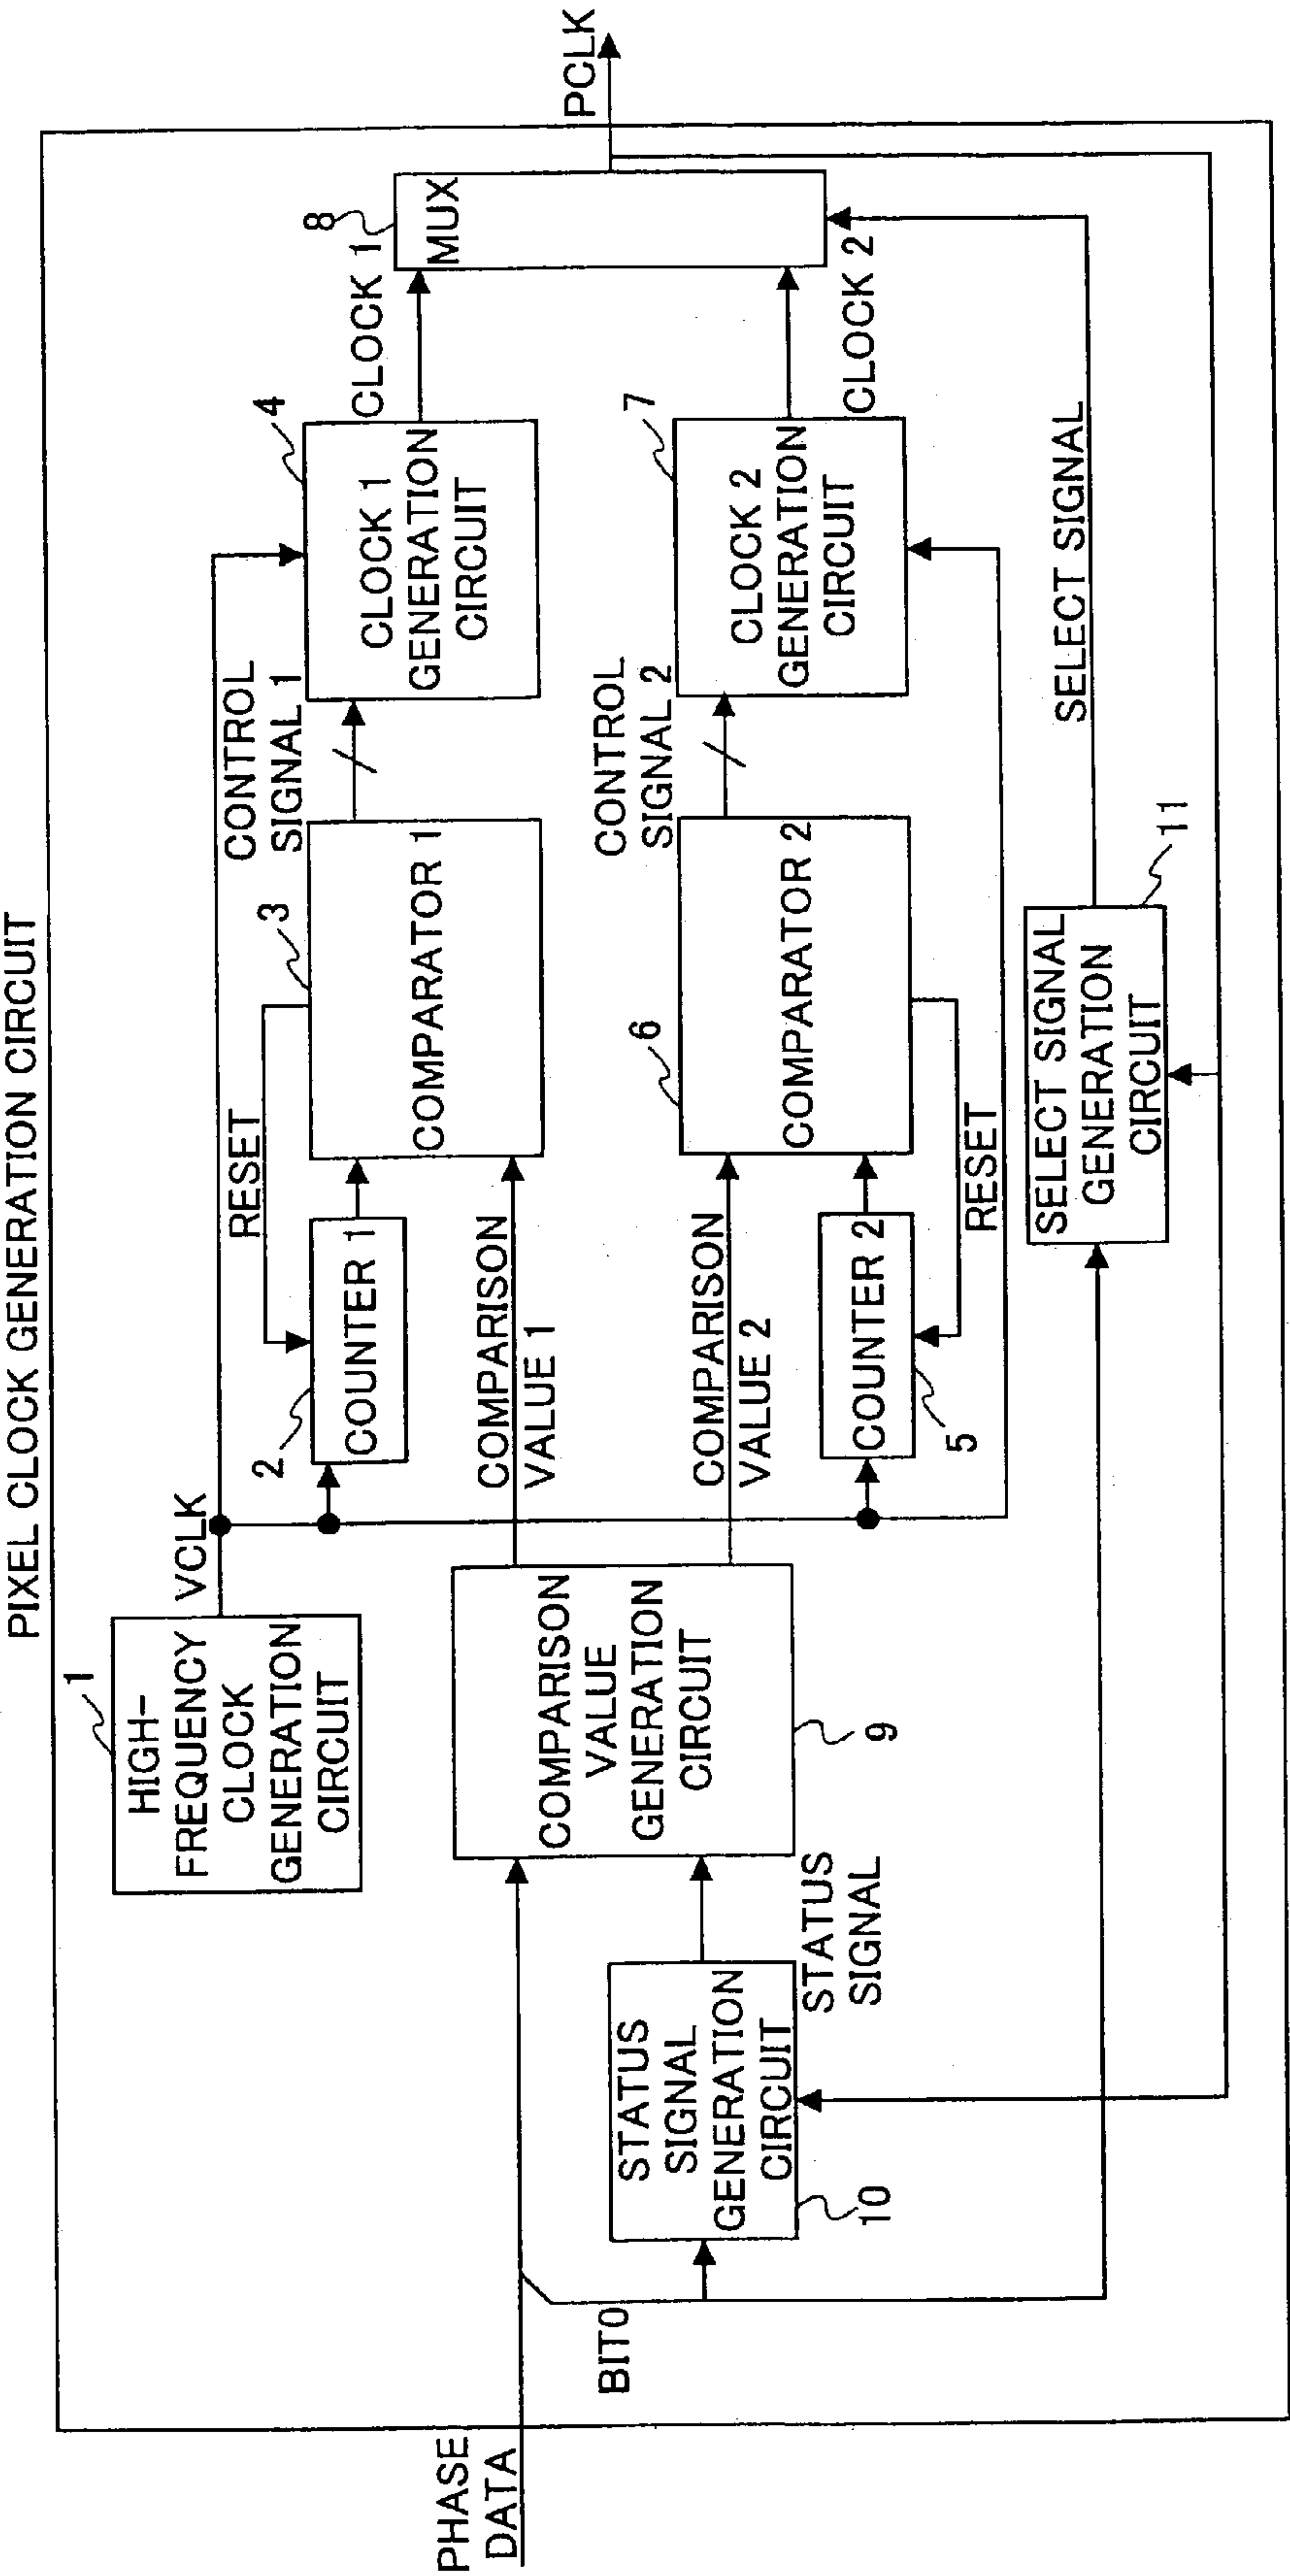 PIXEL CLOCK GENERATION CIRCUIT
1
HIGH-
FREQUENCY
CLOCK
GENERATION
CIRCUIT
VCLK
2
COUNTER 1
RESET
3
COMPARATOR 1
CONTROL
SIGNAL 1
4
CLOCK 1
GENERATION
CIRCUIT
CLOCK 1
8
MUX
PCLK
PHASE
DATA
BIT0
COMPARISON
VALUE
GENERATION
CIRCUIT
9
COMPARISON
VALUE 1
COMPARISON
VALUE 2
STATUS
SIGNAL
GENERATION
CIRCUIT
10
STATUS
SIGNAL
COUNTER 2
5
RESET
6
COMPARATOR 2
CONTROL
SIGNAL 2
7
CLOCK 2
GENERATION
CIRCUIT
CLOCK 2
SELECT SIGNAL
GENERATION
CIRCUIT
11
SELECT SIGNAL